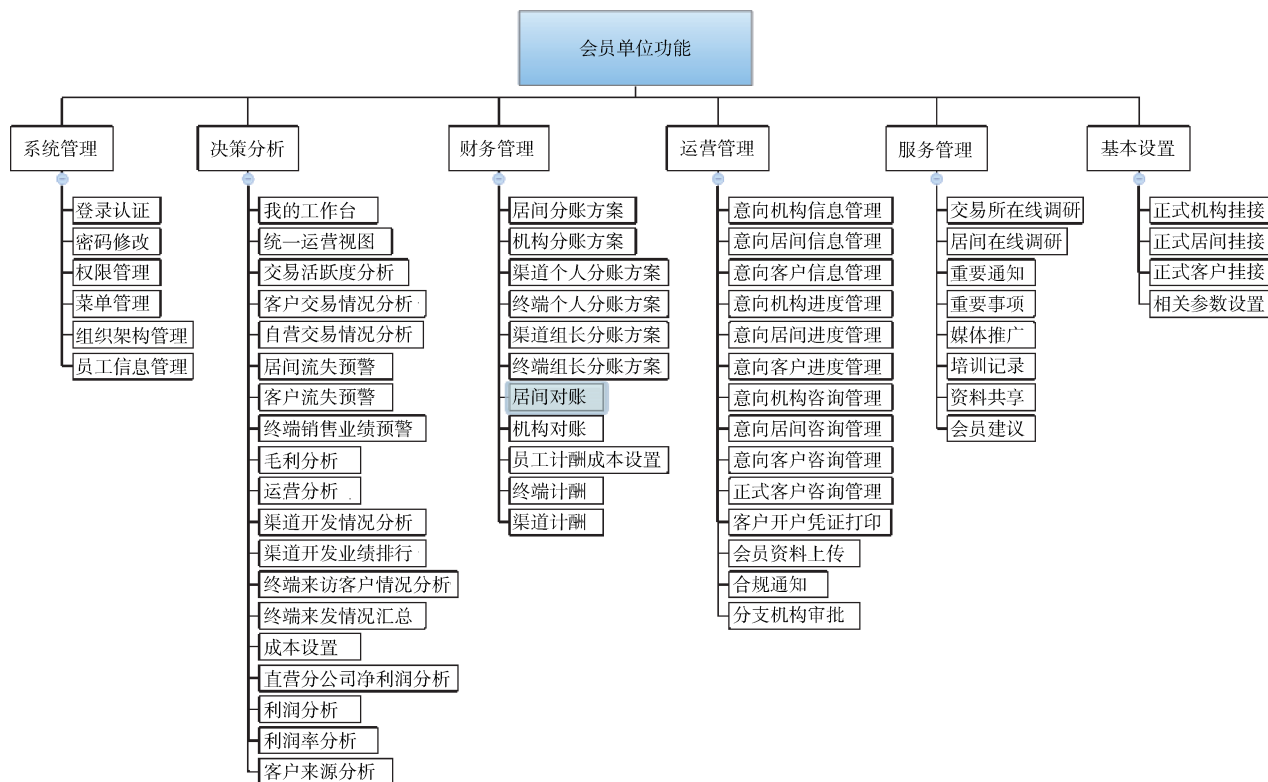 会员单位功能
系统管理
登录认证
密码修改
权限管理
菜单管理
组织架构管理
员工信息管理
决策分析
我的工作台
统一运营视图
交易活跃度分析
客户交易情况分析
自营交易情况分析
居间流失预警
客户流失预警
终端销售业绩预警
毛利分析
运营分析
渠道开发情况分析
渠道开发业绩排行
终端来访客户情况分析
终端来发情况汇总
成本设置
直营分公司净利润分析
利润分析
利润率分析
客户来源分析
财务管理
居间分账方案
机构分账方案
渠道个人分账方案
终端个人分账方案
渠道组长分账方案
终端组长分账方案
居间对账
机构对账
员工计酬成本设置
终端计酬
渠道计酬
运营管理
意向机构信息管理
意向居间信息管理
意向客户信息管理
意向机构进度管理
意向居间进度管理
意向客户进度管理
意向机构咨询管理
意向居间咨询管理
意向客户咨询管理
正式客户咨询管理
客户开户凭证打印
会员资料上传
合规通知
分支机构审批
服务管理
交易所在线调研
居间在线调研
重要通知
重要事项
媒体推广
培训记录
资料共享
会员建议
基本设置
正式机构挂接
正式居间挂接
正式客户挂接
相关参数设置